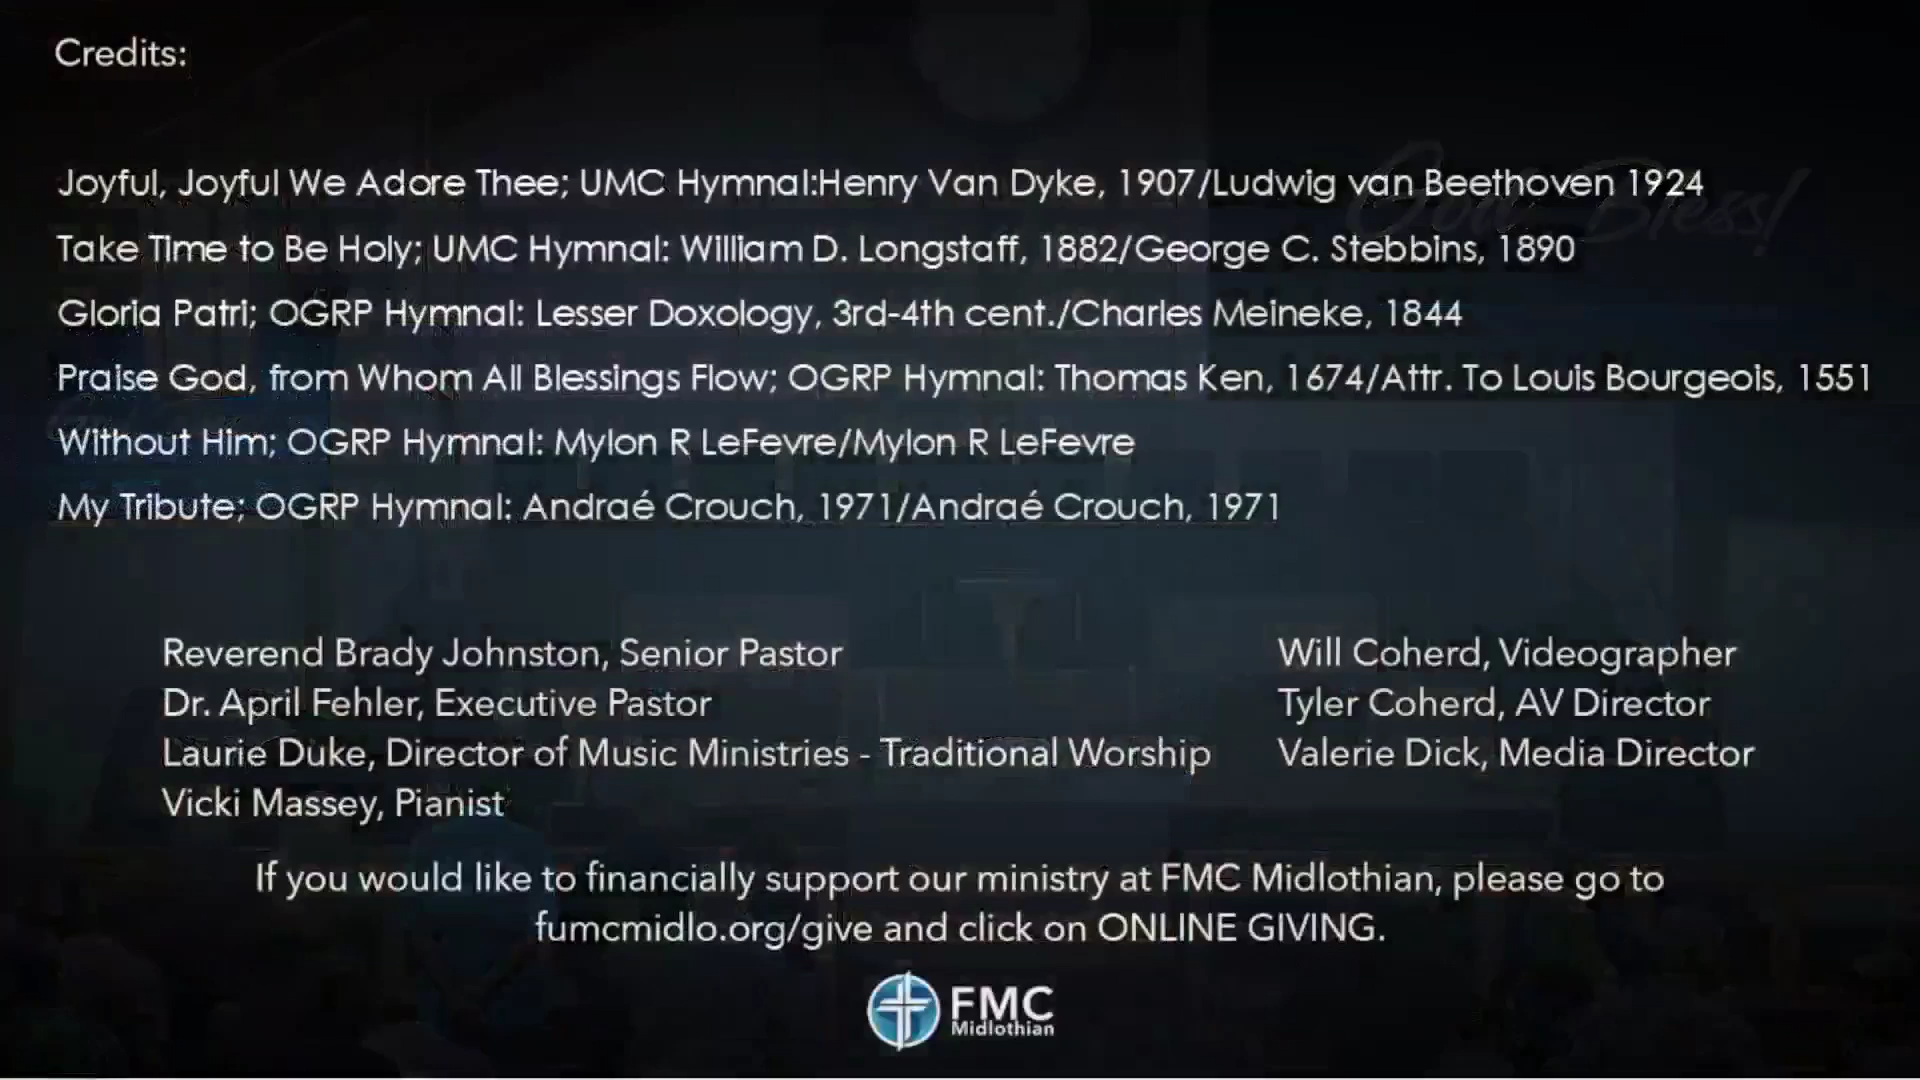 Credits:
God Bless!
Joyful, Joyful We Adore Thee; UMC Hymnal:Henry Van Dyke, 1907/Ludwig van Beethoven 1924
Take Time to Be Holy; UMC Hymnal: William D. Longstaff, 1882/George C. Stebbins, 1890
Gloria Patri; OGRP Hymnal: Lesser Doxology, 3rd-4th cent./Charles Meineke, 1844
Praise God, from Whom All Blessings Flow; OGRP Hymnal: Thomas Ken, 1674/Attr. To Louis Bourgeois, 1551
Without Him; OGRP Hymnal: Mylon R LeFevre/Mylon R LeFevre
My Tribute; OGRP Hymnal: Andraé Crouch, 1971/Andraé Crouch, 1971
Reverend Brady Johnston, Senior Pastor
Dr. April Fehler, Executive Pastor
Laurie Duke, Director of Music Ministries - Traditional Worship
Vicki Massey, Pianist
Will Coherd, Videographer
Tyler Coherd, AV Director
Valerie Dick, Media Director
If you would like to financially support our ministry at FMC Midlothian, please go to
fumcmidlo.org/give and click on ONLINE GIVING.
FMC
Midlothian